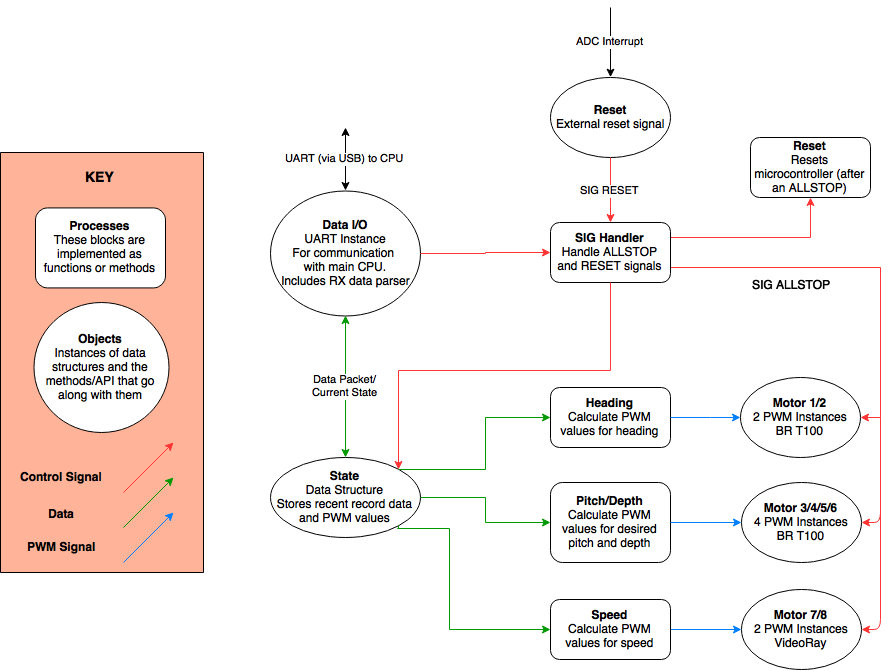 ADC Interrupt
Reset
External reset signal
SIG RESET
UART (via USB) to CPU
Data I/O
UART Instance
For communication
with main CPU.
Includes RX data parser
SIG Handler
Handle ALLSTOP
and RESET signals
Reset
Resets
microcontroller (after
an ALLSTOP)
SIG ALLSTOP
KEY
Processes
These blocks are
implemented as
functions or methods
Objects
Instances of data
structures and the
methods/API that go
along with them
Control Signal
Data
PWM Signal
Data Packet/
Current State
State
Data Structure
Stores recent record data
and PWM values
Heading
Calculate PWM
values for heading
Motor 1/2
2 PWM Instances
BR T100
Pitch/Depth
Calculate PWM
values for desired
pitch and depth
Motor 3/4/5/6
4 PWM Instances
BR T100
Speed
Calculate PWM
values for speed
Motor 7/8
2 PWM Instances
VideoRay